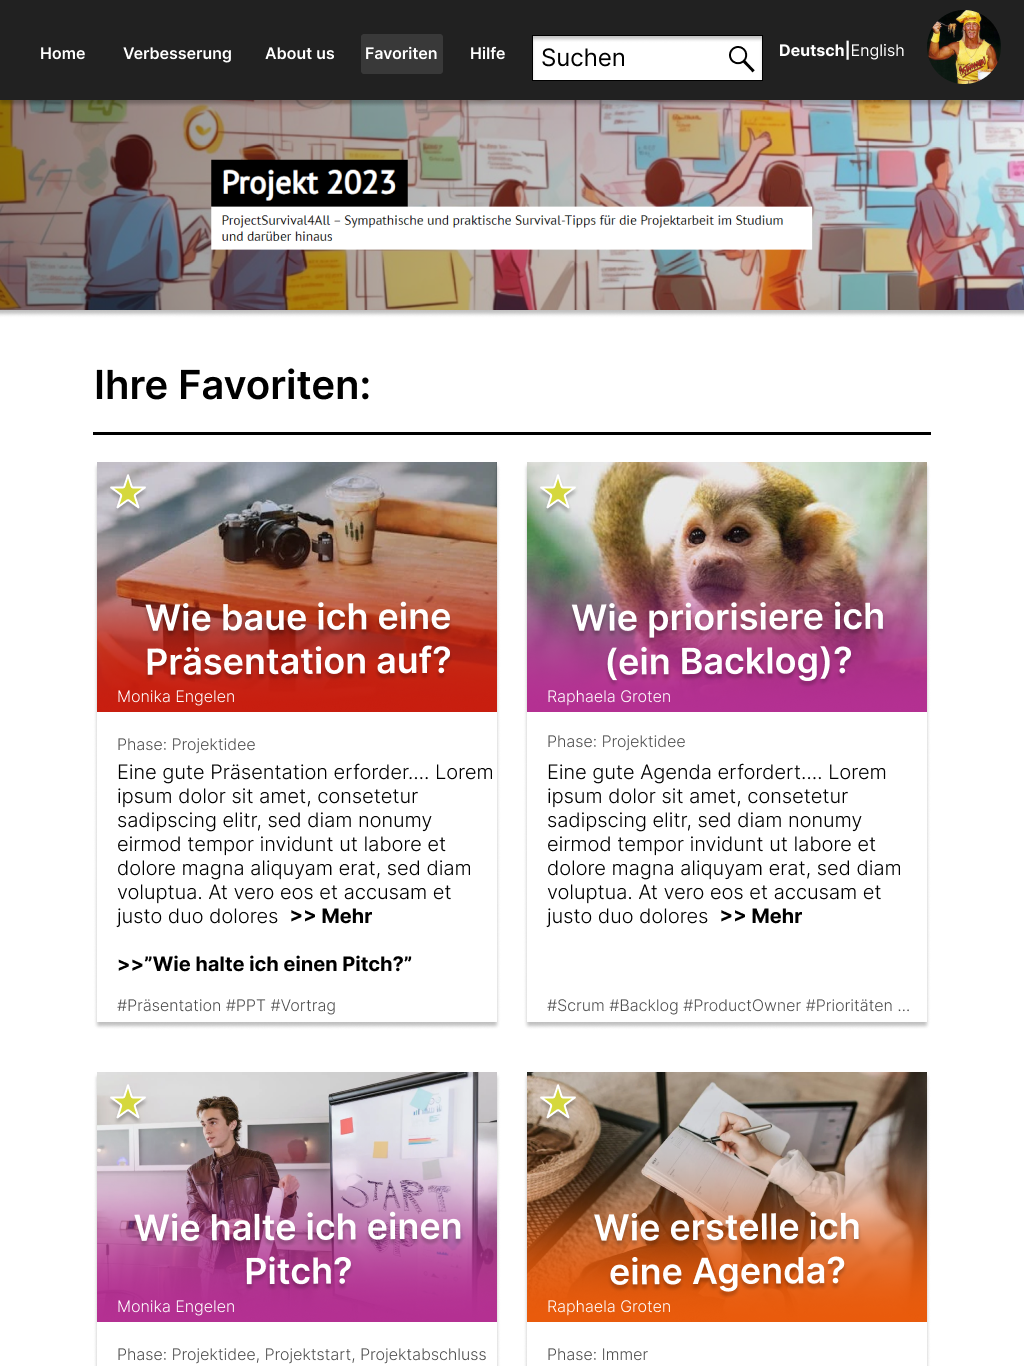 Home Verbesserung About us Favoriten Hilfe Suchen Deutsch|English
Projekt 2023
ProjectSurvival4All – Sympathische und praktische Survival-Tipps für die Projektarbeit im Studium
und darüber hinaus
Ihre Favoriten:
Wie baue ich eine
Präsentation auf?
Monika Engelen
Phase: Projektidee
Eine gute Präsentation erforder.... Lorem
ipsum dolor sit amet, consetetur
sadipscing elitr, sed diam nonumy
eirmod tempor invidunt ut labore et
dolore magna aliquyam erat, sed diam
voluptua. At vero eos et accusam et
justo duo dolores >> Mehr
>>”Wie halte ich einen Pitch?”
#Präsentation #PPT #Vortrag
Wie priorisiere ich
(ein Backlog)?
Raphaela Groten
Phase: Projektidee
Eine gute Agenda erfordert.... Lorem
ipsum dolor sit amet, consetetur
sadipscing elitr, sed diam nonumy
eirmod tempor invidunt ut labore et
dolore magna aliquyam erat, sed diam
voluptua. At vero eos et accusam et
justo duo dolores >> Mehr
#Scrum #Backlog #ProductOwner #Prioritäten ...
START
Wie halte ich einen
Pitch?
Monika Engelen
Phase: Projektidee, Projektstart, Projektabschluss
Wie erstelle ich
eine Agenda?
Raphaela Groten
Phase: Immer